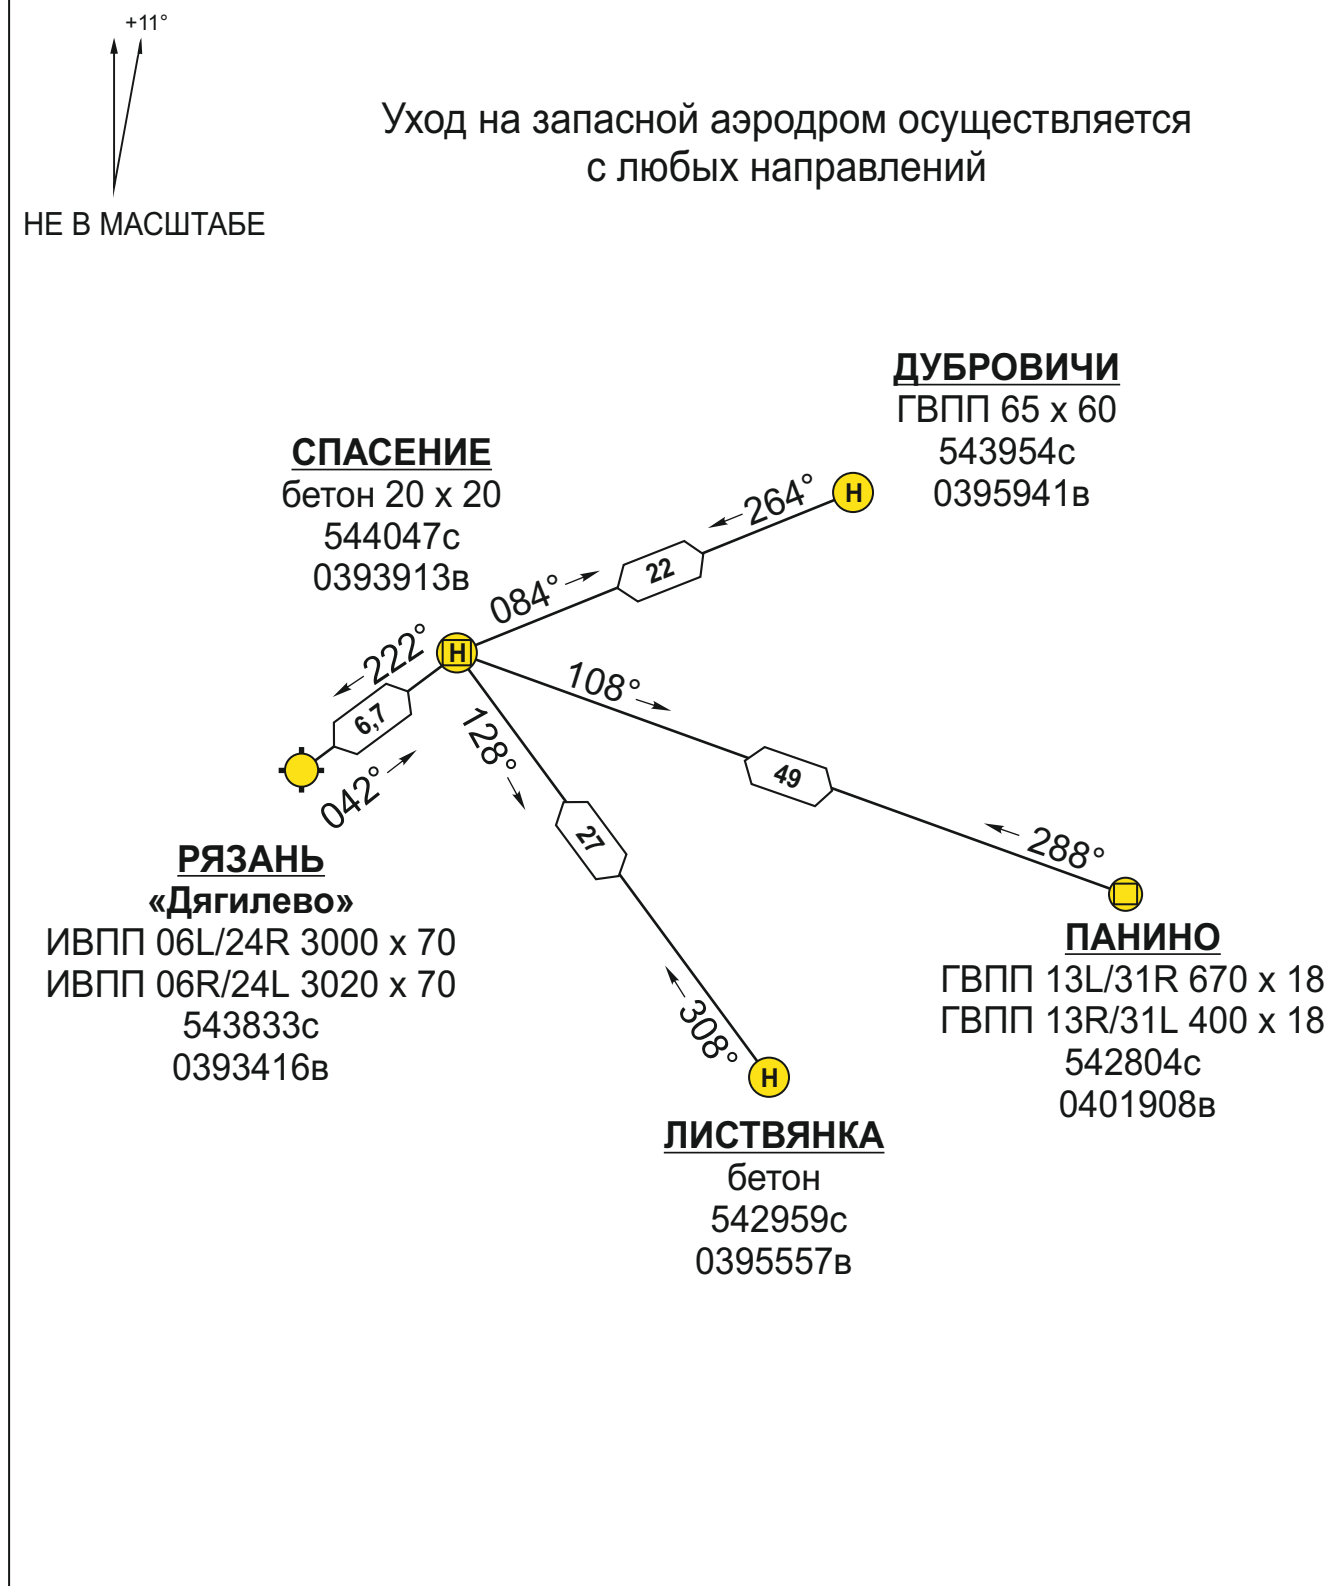 +11°
НЕ В МАСШТАБЕ
Уход на запасной аэродром осуществляется
с любых направлений
ДУБРОВИЧИ
ГВПП 65 х 60
543954с
0395941в
СПАСЕНИЕ
бетон 20 х 20
544047с
0393913в
H
264°
22
084°
H
222°
6,7
042°
108°
49
288°
128°
27
308°
H
РЯЗАНЬ
«Дягилево»
ИВПП 06L/24R 3000 х 70
ИВПП 06R/24L 3020 х 70
543833с
0393416в
ПАНИНО
ГВПП 13L/31R 670 х 18
ГВПП 13R/31L 400 х 18
542804с
0401908в
ЛИСТВЯНКА
бетон
542959с
0395557в